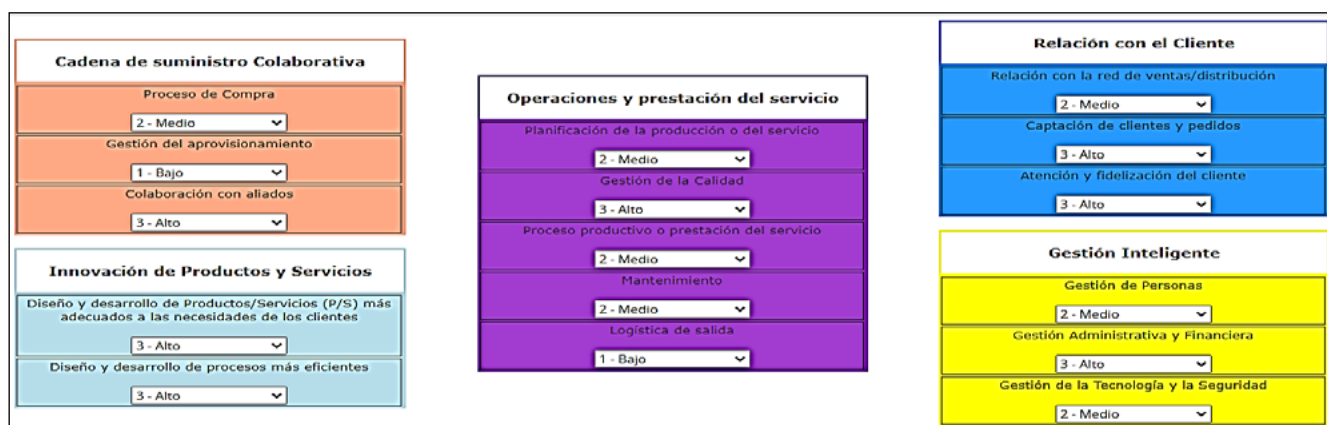 Cadena de suministro Colaborativa
Proceso de Compra
2 - Medio
Gestión del aprovisionamiento
1 - Bajo
Colaboración con aliados
3 - Alto
Innovación de Productos y Servicios
Diseño y desarrollo de Productos/Servicios (P/S) más
adecuados a las necesidades de los clientes
3 - Alto
Diseño y desarrollo de procesos más eficientes
3 - Alto
Operaciones y prestación del servicio
Planificación de la producción o del servicio
2 - Medio
Gestión de la Calidad
3 - Alto
Proceso productivo o prestación del servicio
2 - Medio
Mantenimiento
2 - Medio
Logística de salida
1 - Bajo
Relación con el Cliente
Relación con la red de ventas/distribución
2 - Medio
Captación de clientes y pedidos
3 - Alto
Atención y fidelización del cliente
3 - Alto
Gestión Inteligente
Gestión de Personas
2 - Medio
Gestión Administrativa y Financiera
3 - Alto
Gestión de la Tecnología y la Seguridad
2 - Medio